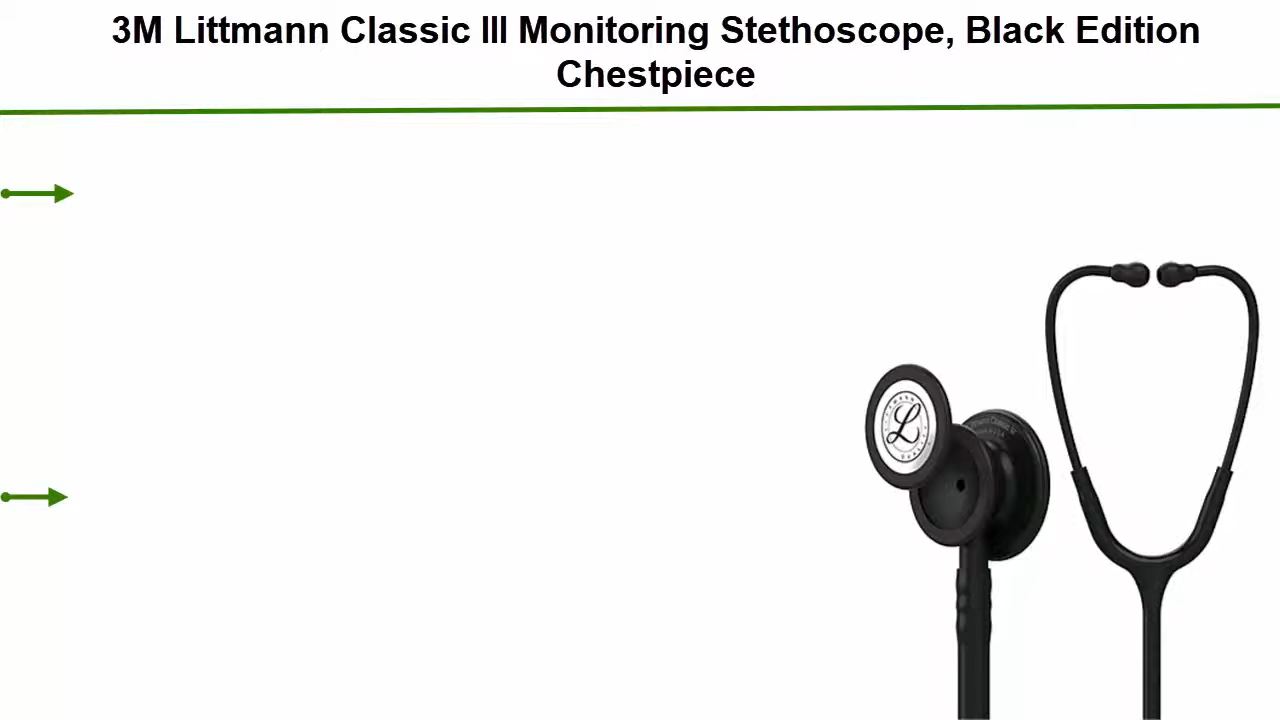 3M Littmann Classic III Monitoring Stethoscope, Black Edition
Chestpiece
L